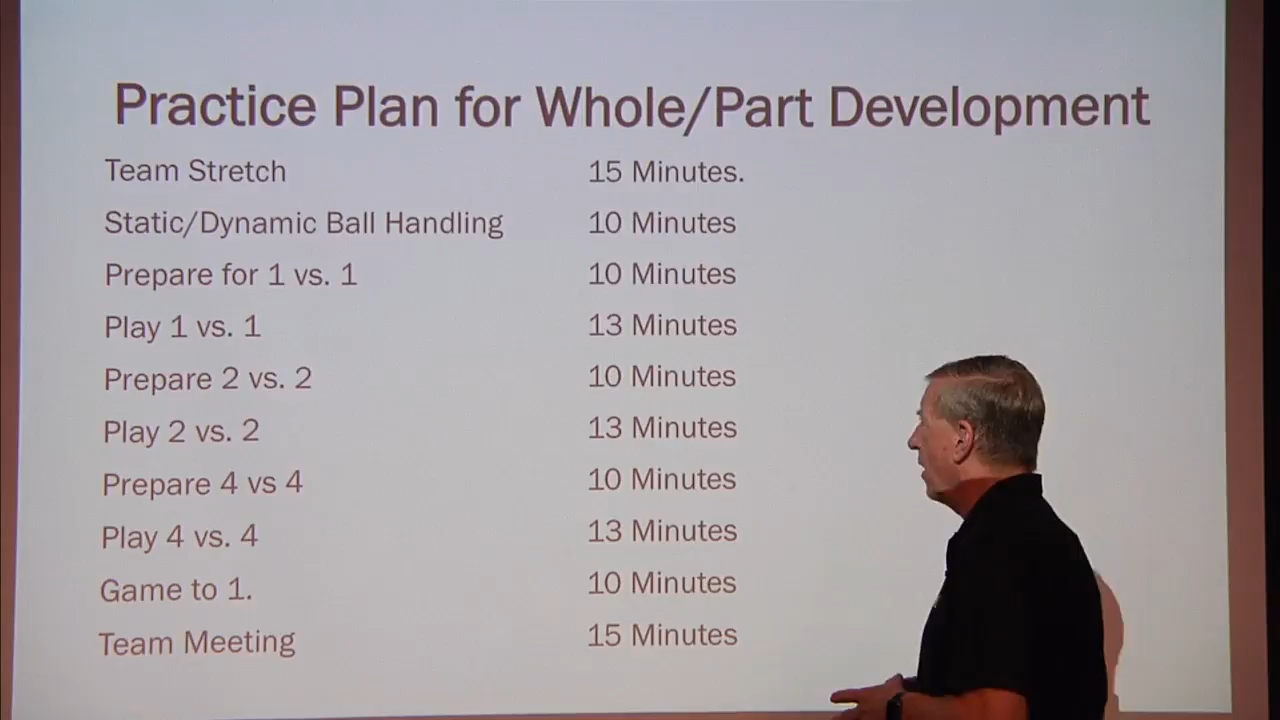 Practice Plan for Whole/Part Development
Team Stretch 15 Minutes.
Static/Dynamic Ball Handling 10 Minutes
Prepare for 1 vs. 1 10 Minutes
Play 1 vs. 1 13 Minutes
Prepare 2 vs. 2 10 Minutes
Play 2 vs. 2 13 Minutes
Prepare 4 vs 4 10 Minutes
Play 4 vs. 4 13 Minutes
Game to 1. 10 Minutes
Team Meeting 15 Minutes